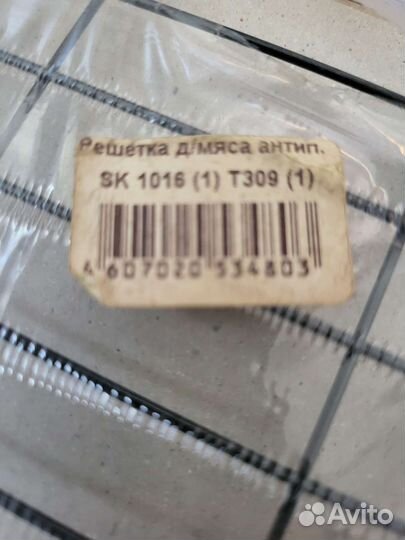 Решетка д/мяса антип.
SK 1016 (1) T309 (1)
4 607020 534803
Avito